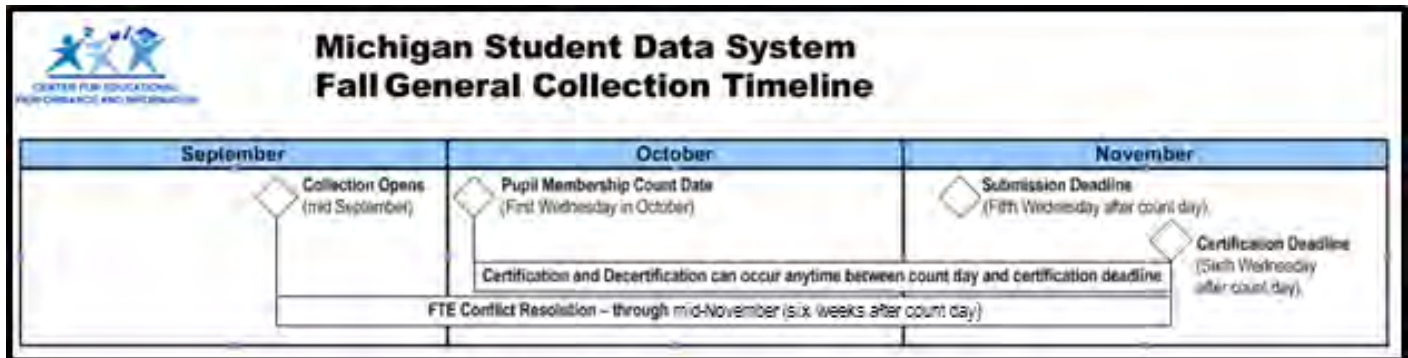 CENTER FOR EDUCATIONAL
PERFORMANCE AND INFORMATION
Michigan Student Data System
Fall General Collection Timeline
September
October
November
Collection Opens
(mid September)
Pupil Membership Count Date
(First Wednesday in October)
Submission Deadline
(Fifth Wednesday after count day)
Certification Deadline
(Sixth Wednesday
after count day)
Certification and Decertification can occur anytime between count day and certification deadline
FTE Conflict Resolution – through mid-November (six weeks after count day)